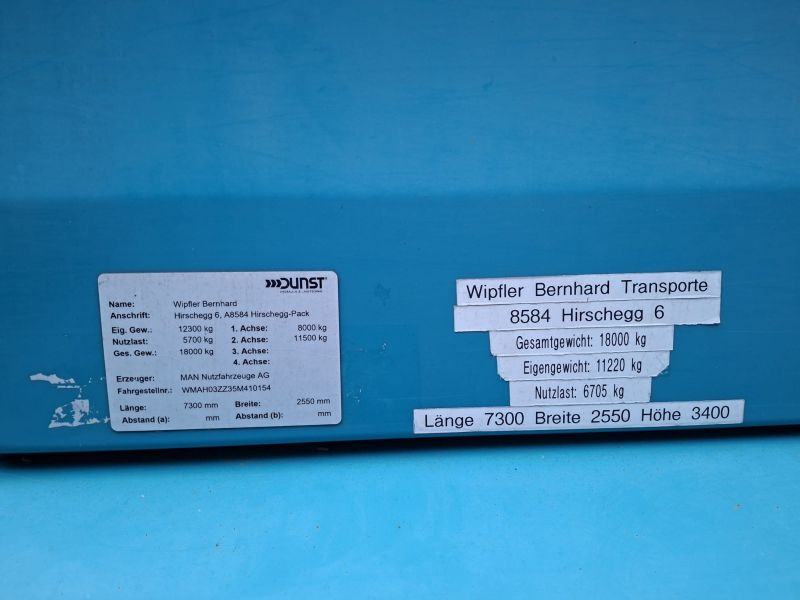 DUNST
Name: Wipfler Bernhard
Anschrift: Hirschegg 6, A8584 Hirschegg-Pack
Eig. Gew.: 12300 kg 1. Achse: 8000 kg
Nutzlast: 5700 kg 2. Achse: 11500 kg
Ges. Gew.: 18000 kg 3. Achse:
4. Achse:
Erzeuger: MAN Nutzfahrzeuge AG
Fahrgestellnr.: WMAH03ZZ35M410154
Länge: 7300 mm Breite: 2550 mm
Abstand (a): mm Abstand (b): mm
Wipfler Bernhard Transporte
8584 Hirschegg 6
Gesamtgewicht: 18000 kg
Eigengewicht: 11220 kg
Nutzlast: 6705 kg
Länge 7300 Breite 2550 Höhe 3400